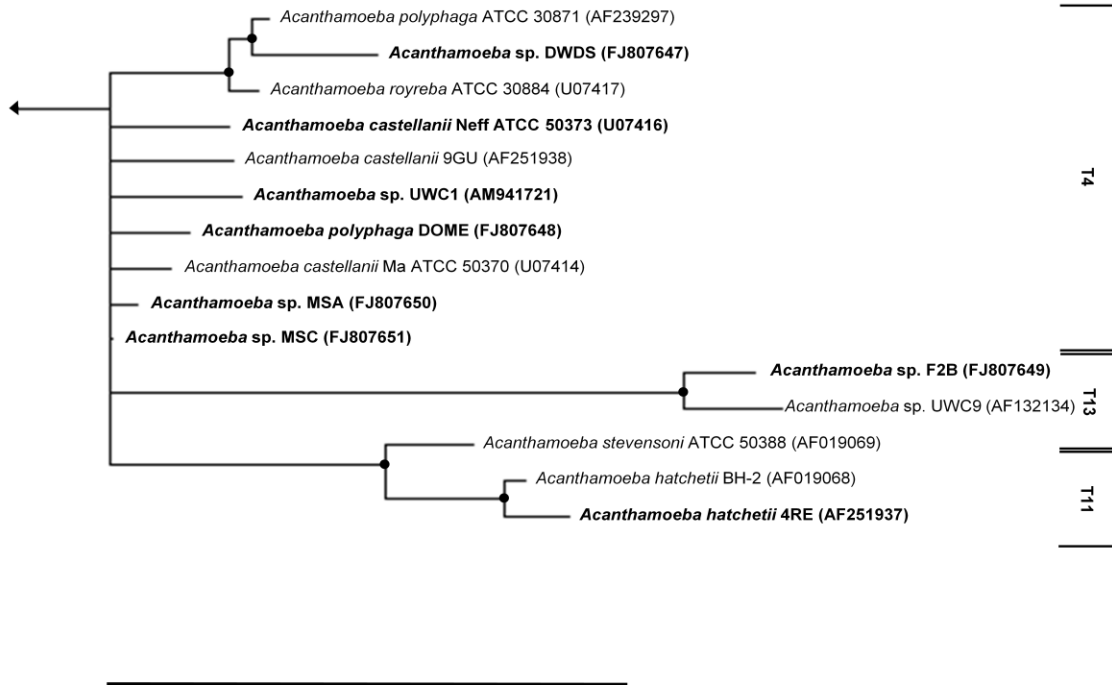 Acanthamoeba polyphaga ATCC 30871 (AF239297)
Acanthamoeba sp. DWDS (FJ807647)
Acanthamoeba royreba ATCC 30884 (U07417)
Acanthamoeba castellanii Neff ATCC 50373 (U07416)
Acanthamoeba castellanii 9GU (AF251938)
Acanthamoeba sp. UWC1 (AM941721)
Acanthamoeba polyphaga DOME (FJ807648)
Acanthamoeba castellanii Ma ATCC 50370 (U07414)
Acanthamoeba sp. MSA (FJ807650)
Acanthamoeba sp. MSC (FJ807651)
T4
Acanthamoeba sp. F2B (FJ807649)
Acanthamoeba sp. UWC9 (AF132134)
T13
Acanthamoeba stevensoni ATCC 50388 (AF019069)
Acanthamoeba hatchetii BH-2 (AF019068)
Acanthamoeba hatchetii 4RE (AF251937)
T11